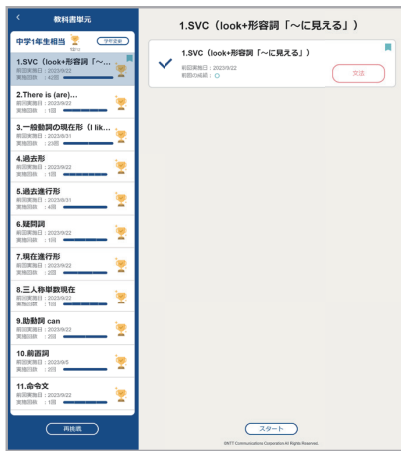 教科書単元
中学1年生相当
学年変更
1.SVC（look+形容詞「〜...
前回実施日：2023/9/22
実施回数 ：42回
2.There is (are)...
前回実施日：2023/9/22
実施回数 ：1回
3.一般動詞の現在形（I lik...
前回実施日：2023/8/31
実施回数 ：23回
4.過去形
前回実施日：2023/9/22
実施回数 ：1回
5.過去進行形
前回実施日：2023/8/31
実施回数 ：4回
6.疑問詞
前回実施日：2023/9/22
実施回数 ：1回
7.現在進行形
前回実施日：2023/9/22
実施回数 ：2回
8.三人称単数現在
前回実施日：2023/9/22
実施回数 ：1回
9.助動詞 can
前回実施日：2023/9/22
実施回数 ：2回
10.前置詞
前回実施日：2023/9/5
実施回数 ：2回
11.命令文
前回実施日：2023/9/22
実施回数 ：1回
再挑戦
1.SVC（look+形容詞「〜に見える」）
1.SVC（look+形容詞「〜に見える」）
前回実施日：2023/9/22
前回の成績：○
文法
スタート
©NTT Communications Corporation All Rights Reserved.